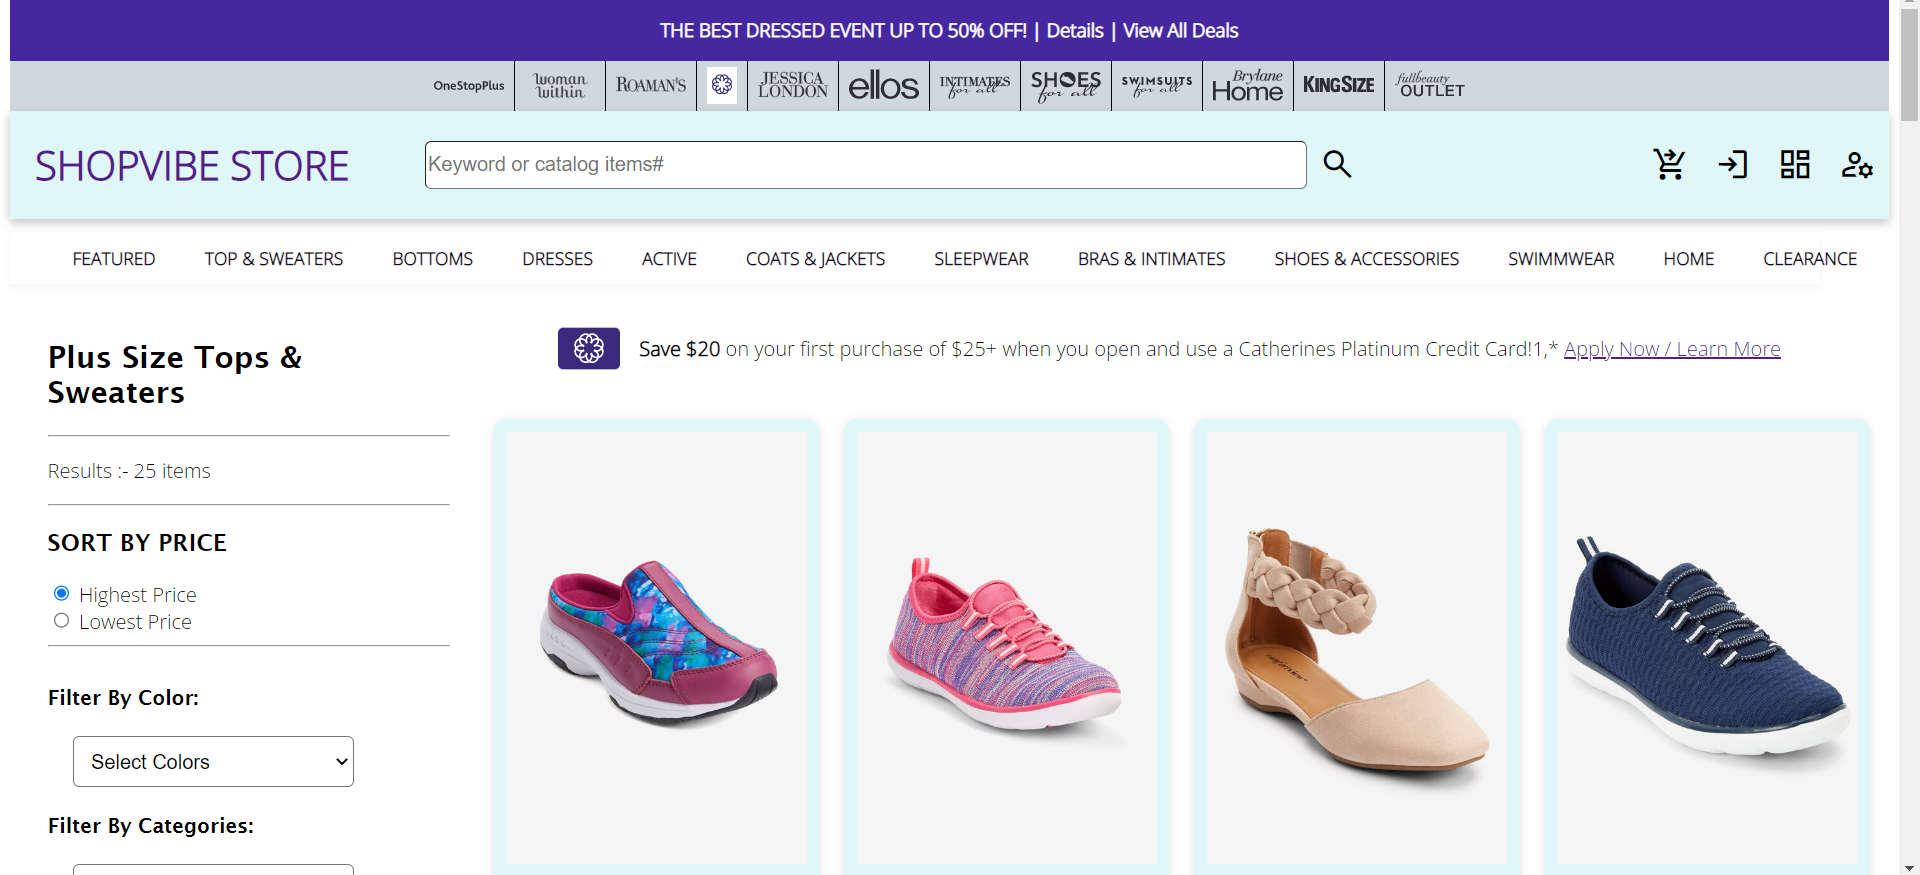 THE BEST DRESSED EVENT UP TO 50% OFF! | Details | View All Deals
OneStopPlus
woman within
ROAMAN'S
JESSICA LONDON
ellos
INTIMATES for all
SHOES for all
SWIMSUITS for all
Brylane Home
KINGSIZE
fullbeauty OUTLET
SHOPVIBE STORE
Keyword or catalog items#
FEATURED TOP & SWEATERS BOTTOMS DRESSES ACTIVE COATS & JACKETS SLEEPWEAR BRAS & INTIMATES SHOES & ACCESSORIES SWIMMWEAR HOME CLEARANCE
Save $20 on your first purchase of $25+ when you open and use a Catherines Platinum Credit Card!1,* Apply Now / Learn More
Plus Size Tops &
Sweaters
Results :- 25 items
SORT BY PRICE
Highest Price
Lowest Price
Filter By Color:
Select Colors
Filter By Categories: